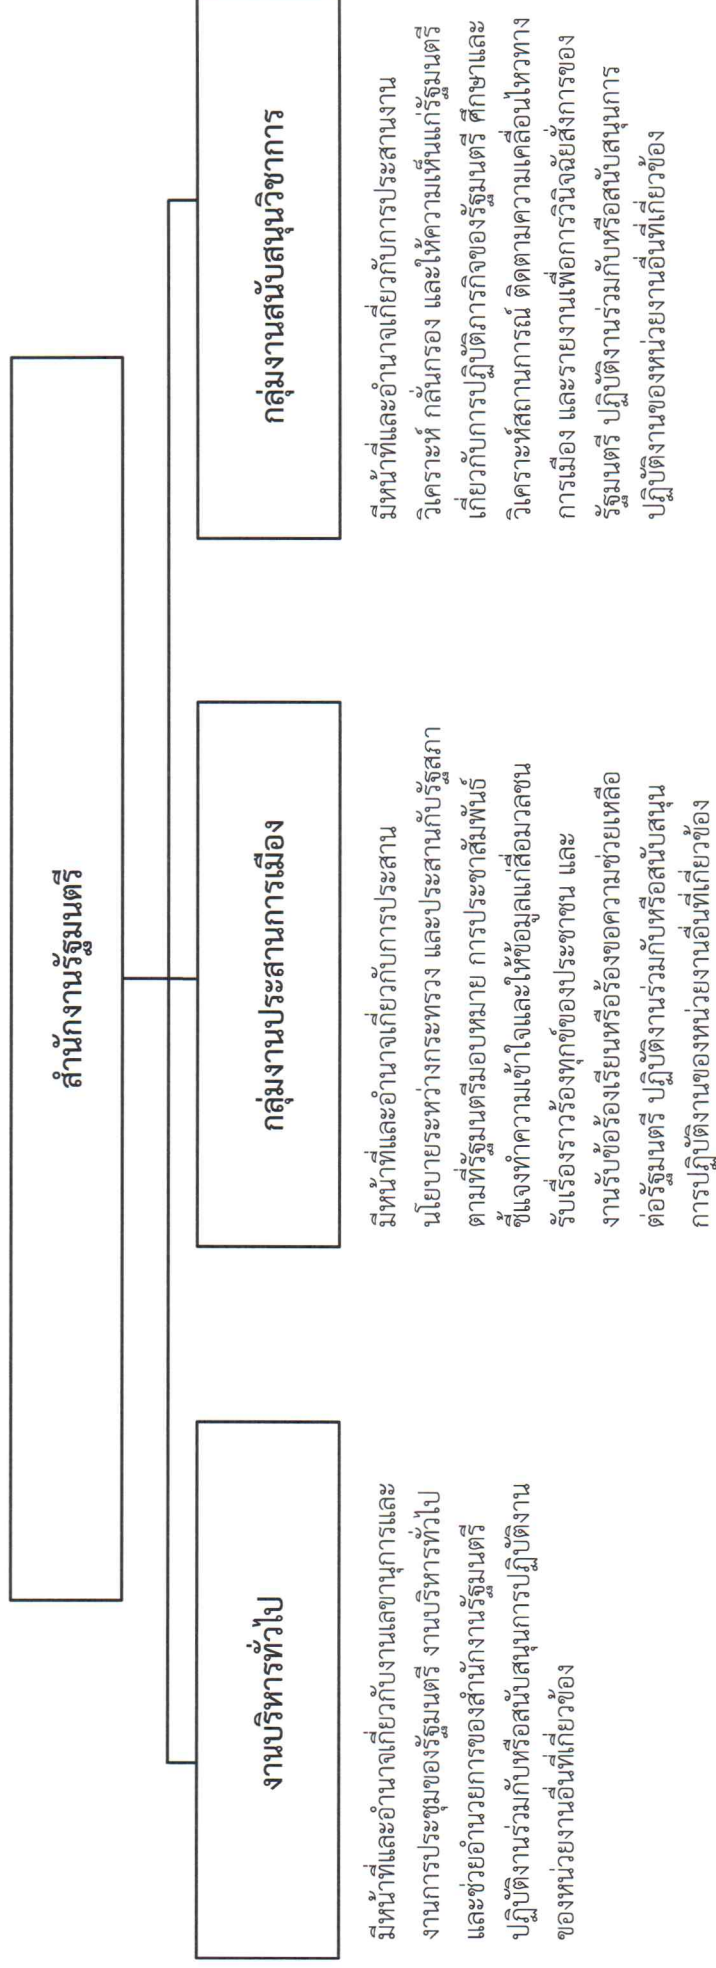 สำนักงานรัฐมนตรี
งานบริหารทั่วไป
มีหน้าที่และอำนาจเกี่ยวกับงานเลขานุการและ
งานการประชุมของรัฐมนตรี งานบริหารทั่วไป
และช่วยอำนวยการของสำนักงานรัฐมนตรี
ปฏิบัติงานร่วมกับหรือสนับสนุนการปฏิบัติงาน
ของหน่วยงานอื่นที่เกี่ยวข้อง
กลุ่มงานประสานการเมือง
มีหน้าที่และอำนาจเกี่ยวกับการประสาน
นโยบายระหว่างกระทรวง และประสานกับรัฐสภา
ตามที่รัฐมนตรีมอบหมาย การประชาสัมพันธ์
ชี้แจงทำความเข้าใจและให้ข้อมูลแก่สื่อมวลชน
รับเรื่องราวร้องทุกข์ของประชาชน และ
งานรับข้อร้องเรียนหรือร้องขอความช่วยเหลือ
ต่อรัฐมนตรี ปฏิบัติงานร่วมกับหรือสนับสนุน
การปฏิบัติงานของหน่วยงานอื่นที่เกี่ยวข้อง
กลุ่มงานสนับสนุนวิชาการ
มีหน้าที่และอำนาจเกี่ยวกับการประสานงาน
วิเคราะห์ กลั่นกรอง และให้ความเห็นแก่รัฐมนตรี
เกี่ยวกับการปฏิบัติภารกิจของรัฐมนตรี ศึกษาและ
วิเคราะห์สถานการณ์ ติดตามความเคลื่อนไหวทาง
การเมือง และรายงานเพื่อการวินิจฉัยสั่งการของ
รัฐมนตรี ปฏิบัติงานร่วมกับหรือสนับสนุนการ
ปฏิบัติงานของหน่วยงานอื่นที่เกี่ยวข้อง